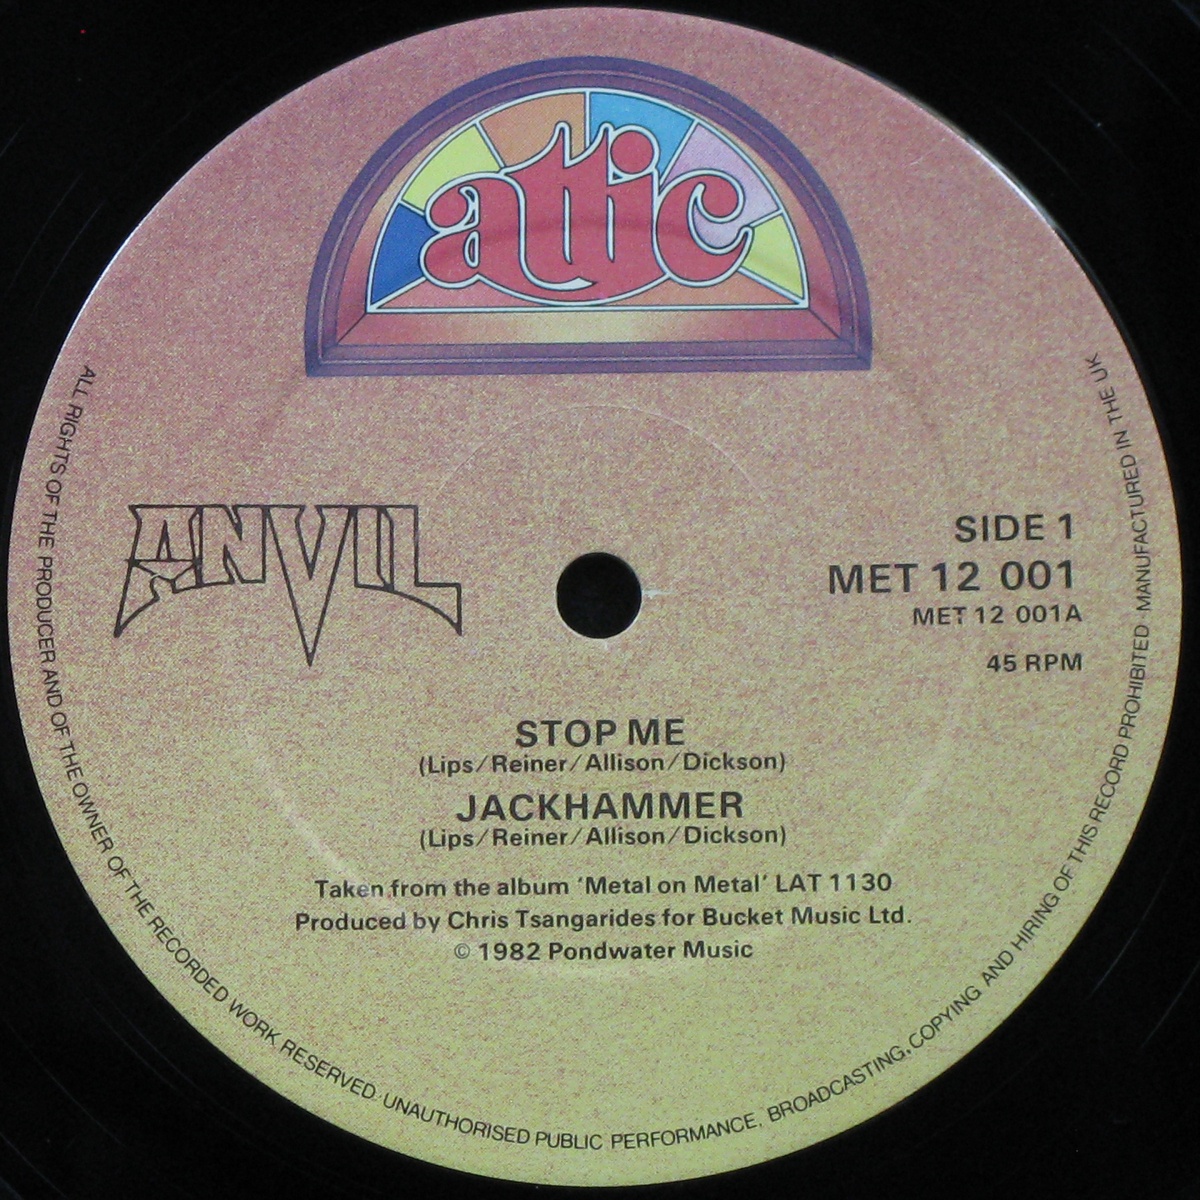 attic
ANVIL
SIDE 1
MET 12 001
MET 12 001A
45 RPM
STOP ME
(Lips/Reiner/Allison/Dickson)
JACKHAMMER
(Lips/Reiner/Allison/Dickson)
Taken from the album ‘Metal on Metal’ LAT 1130
Produced by Chris Tsangarides for Bucket Music Ltd.
© 1982 Pondwater Music
ALL RIGHTS OF THE PRODUCER AND OF THE OWNER OF THE RECORDED WORK RESERVED. UNAUTHORISED PUBLIC PERFORMANCE, BROADCASTING, COPYING AND HIRING OF THIS RECORD PROHIBITED MANUFACTURED IN THE UK